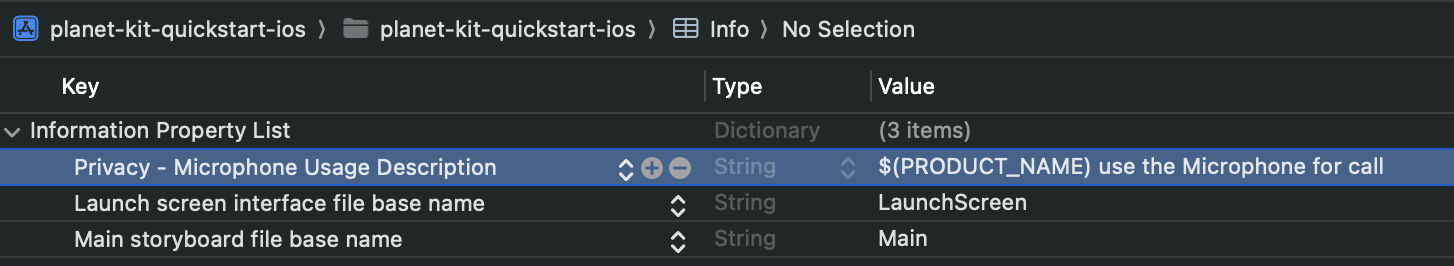 planet-kit-quickstart-ios 〉 planet-kit-quickstart-ios 〉 Info 〉 No Selection
Key Type Value
Information Property List Dictionary (3 items)
Privacy - Microphone Usage Description String $(PRODUCT_NAME) use the Microphone for call
Launch screen interface file base name String LaunchScreen
Main storyboard file base name String Main